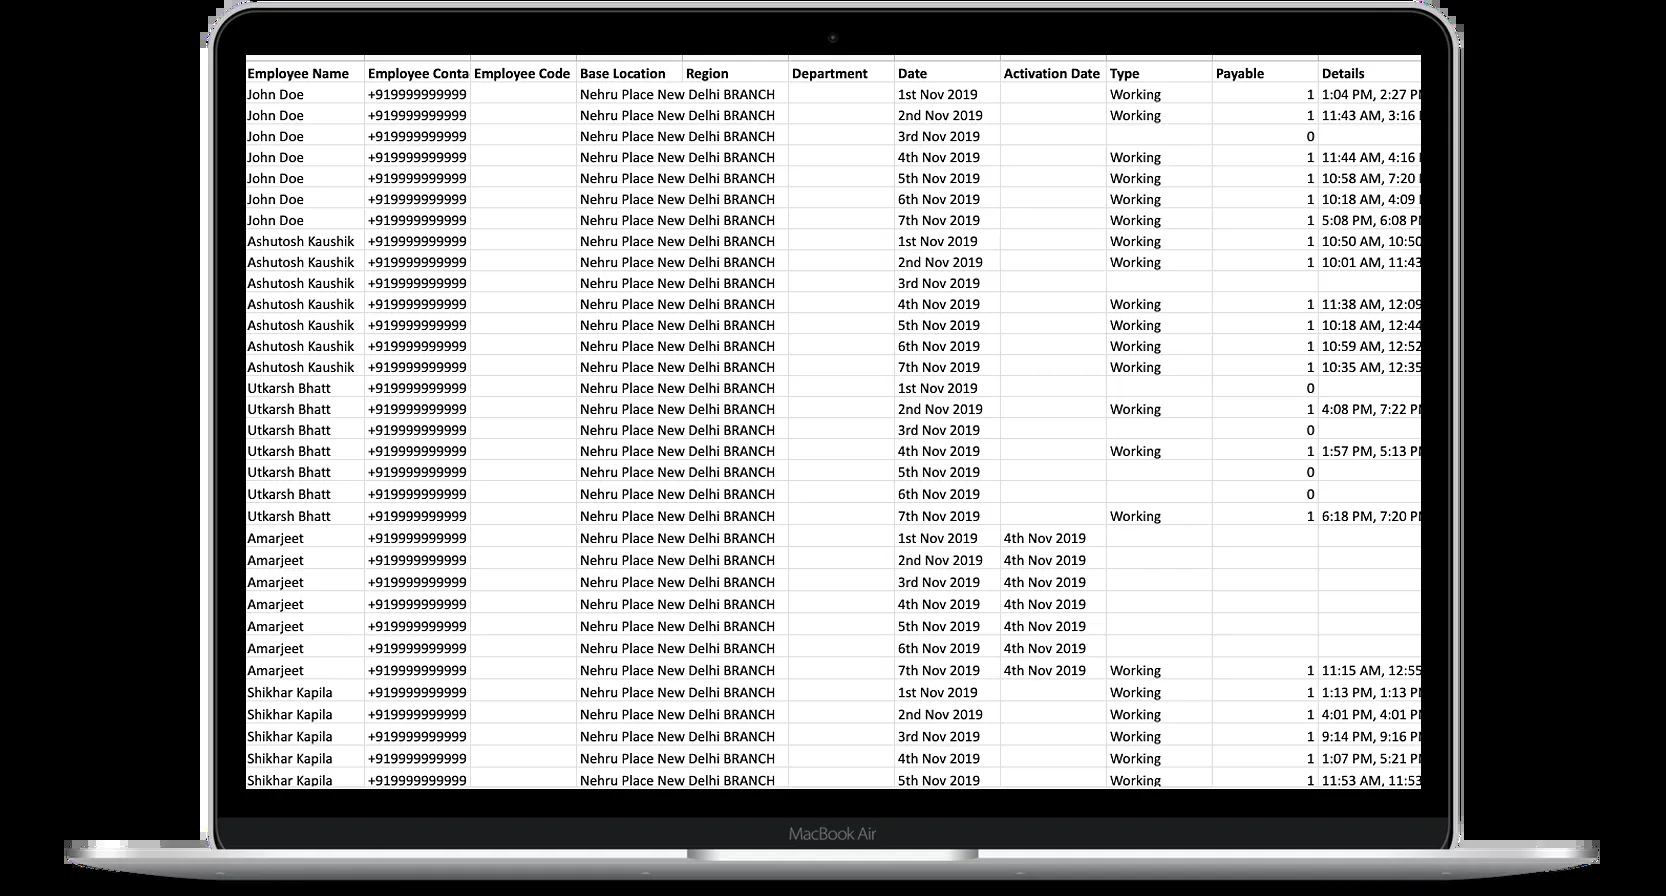 Employee Name Employee Conta Employee Code Base Location Region Department Date Activation Date Type Payable Details
John Doe +919999999999 Nehru Place New Delhi BRANCH 1st Nov 2019 Working 1 1:04 PM, 2:27 PM
John Doe +919999999999 Nehru Place New Delhi BRANCH 2nd Nov 2019 Working 1 11:43 AM, 3:16
John Doe +919999999999 Nehru Place New Delhi BRANCH 3rd Nov 2019 0
John Doe +919999999999 Nehru Place New Delhi BRANCH 4th Nov 2019 Working 1 11:44 AM, 4:16
John Doe +919999999999 Nehru Place New Delhi BRANCH 5th Nov 2019 Working 1 10:58 AM, 7:20
John Doe +919999999999 Nehru Place New Delhi BRANCH 6th Nov 2019 Working 1 10:18 AM, 4:09
John Doe +919999999999 Nehru Place New Delhi BRANCH 7th Nov 2019 Working 1 5:08 PM, 6:08 PM
Ashutosh Kaushik +919999999999 Nehru Place New Delhi BRANCH 1st Nov 2019 Working 1 10:50 AM, 10:50
Ashutosh Kaushik +919999999999 Nehru Place New Delhi BRANCH 2nd Nov 2019 Working 1 10:01 AM, 11:43
Ashutosh Kaushik +919999999999 Nehru Place New Delhi BRANCH 3rd Nov 2019
Ashutosh Kaushik +919999999999 Nehru Place New Delhi BRANCH 4th Nov 2019 Working 1 11:38 AM, 12:09
Ashutosh Kaushik +919999999999 Nehru Place New Delhi BRANCH 5th Nov 2019 Working 1 10:18 AM, 12:44
Ashutosh Kaushik +919999999999 Nehru Place New Delhi BRANCH 6th Nov 2019 Working 1 10:59 AM, 12:52
Ashutosh Kaushik +919999999999 Nehru Place New Delhi BRANCH 7th Nov 2019 Working 1 10:35 AM, 12:35
Utkarsh Bhatt +919999999999 Nehru Place New Delhi BRANCH 1st Nov 2019 0
Utkarsh Bhatt +919999999999 Nehru Place New Delhi BRANCH 2nd Nov 2019 Working 1 4:08 PM, 7:22 PM
Utkarsh Bhatt +919999999999 Nehru Place New Delhi BRANCH 3rd Nov 2019 0
Utkarsh Bhatt +919999999999 Nehru Place New Delhi BRANCH 4th Nov 2019 Working 1 1:57 PM, 5:13 PM
Utkarsh Bhatt +919999999999 Nehru Place New Delhi BRANCH 5th Nov 2019 0
Utkarsh Bhatt +919999999999 Nehru Place New Delhi BRANCH 6th Nov 2019 0
Utkarsh Bhatt +919999999999 Nehru Place New Delhi BRANCH 7th Nov 2019 Working 1 6:18 PM, 7:20 PM
Amarjeet +919999999999 Nehru Place New Delhi BRANCH 1st Nov 2019 4th Nov 2019
Amarjeet +919999999999 Nehru Place New Delhi BRANCH 2nd Nov 2019 4th Nov 2019
Amarjeet +919999999999 Nehru Place New Delhi BRANCH 3rd Nov 2019 4th Nov 2019
Amarjeet +919999999999 Nehru Place New Delhi BRANCH 4th Nov 2019 4th Nov 2019
Amarjeet +919999999999 Nehru Place New Delhi BRANCH 5th Nov 2019 4th Nov 2019
Amarjeet +919999999999 Nehru Place New Delhi BRANCH 6th Nov 2019 4th Nov 2019
Amarjeet +919999999999 Nehru Place New Delhi BRANCH 7th Nov 2019 4th Nov 2019 Working 1 11:15 AM, 12:55
Shikhar Kapila +919999999999 Nehru Place New Delhi BRANCH 1st Nov 2019 Working 1 1:13 PM, 1:13 PM
Shikhar Kapila +919999999999 Nehru Place New Delhi BRANCH 2nd Nov 2019 Working 1 4:01 PM, 4:01 PM
Shikhar Kapila +919999999999 Nehru Place New Delhi BRANCH 3rd Nov 2019 Working 1 9:14 PM, 9:16 PM
Shikhar Kapila +919999999999 Nehru Place New Delhi BRANCH 4th Nov 2019 Working 1 1:07 PM, 5:21 PM
Shikhar Kapila +919999999999 Nehru Place New Delhi BRANCH 5th Nov 2019 Working 1 11:53 AM, 11:53
MacBook Air